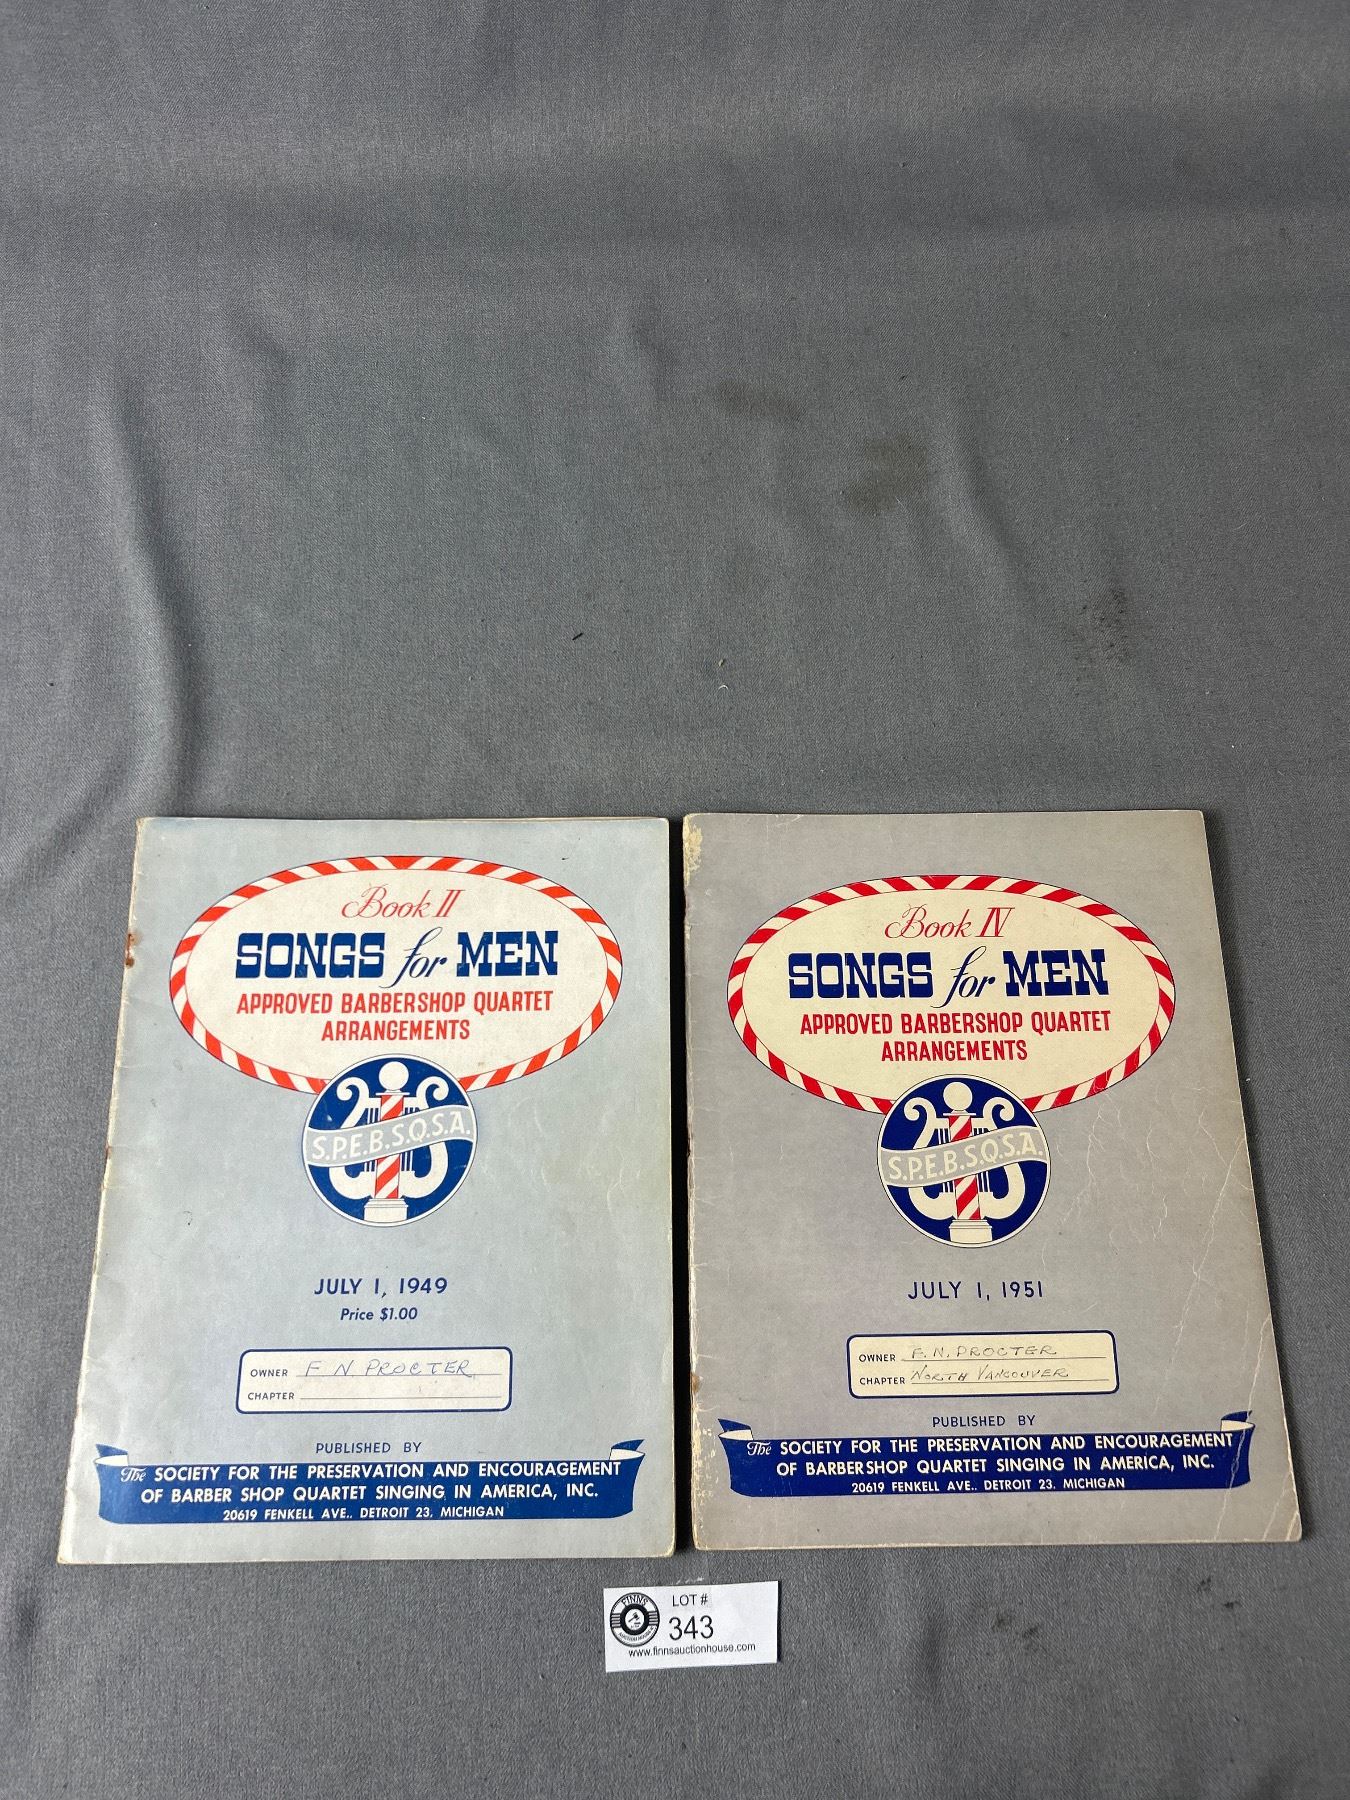 Book II
SONGS for MEN
APPROVED BARBERSHOP QUARTET
ARRANGEMENTS
S.P.E.B.S.Q.S.A.
JULY 1, 1949
Price $1.00
OWNER F N. PROCTER
CHAPTER
PUBLISHED BY
The SOCIETY FOR THE PRESERVATION AND ENCOURAGEMENT
OF BARBER SHOP QUARTET SINGING IN AMERICA, INC.
20619 FENKELL AVE., DETROIT 23, MICHIGAN
Book IV
SONGS for MEN
APPROVED BARBERSHOP QUARTET
ARRANGEMENTS
S.P.E.B.S.Q.S.A.
JULY 1, 1951
OWNER F. N. PROCTER
CHAPTER NORTH VANCOUVER
PUBLISHED BY
The SOCIETY FOR THE PRESERVATION AND ENCOURAGEMENT
OF BARBERSHOP QUARTET SINGING IN AMERICA, INC.
20619 FENKELL AVE., DETROIT 23, MICHIGAN
FINNS
LOT #
343
www.finnsauctionhouse.com